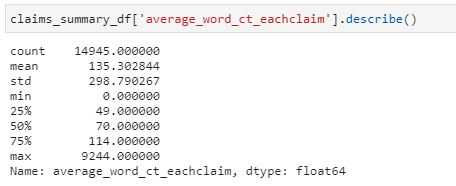 claims_summary_df['average_word_ct_eachclaim'].describe()
count    14945.000000
mean       135.302844
std        298.790267
min          0.000000
25%         49.000000
50%         70.000000
75%        114.000000
max       9244.000000
Name: average_word_ct_eachclaim, dtype: float64